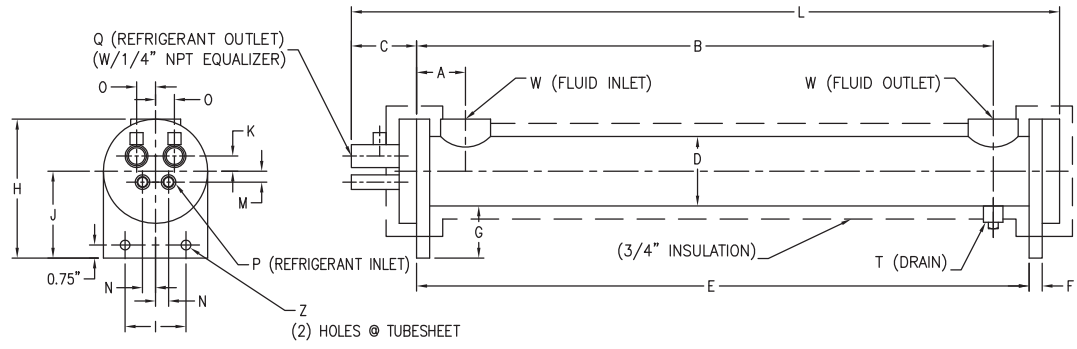 L
Q (REFRIGERANT OUTLET)
(W/1/4" NPT EQUALIZER)
C
B
A
W (FLUID INLET)
W (FLUID OUTLET)
O
O
K
H
D
M
J
G
P (REFRIGERANT INLET)
(3/4" INSULATION)
T (DRAIN)
0.75"
N
N
E
F
Z
I
(2) HOLES @ TUBESHEET